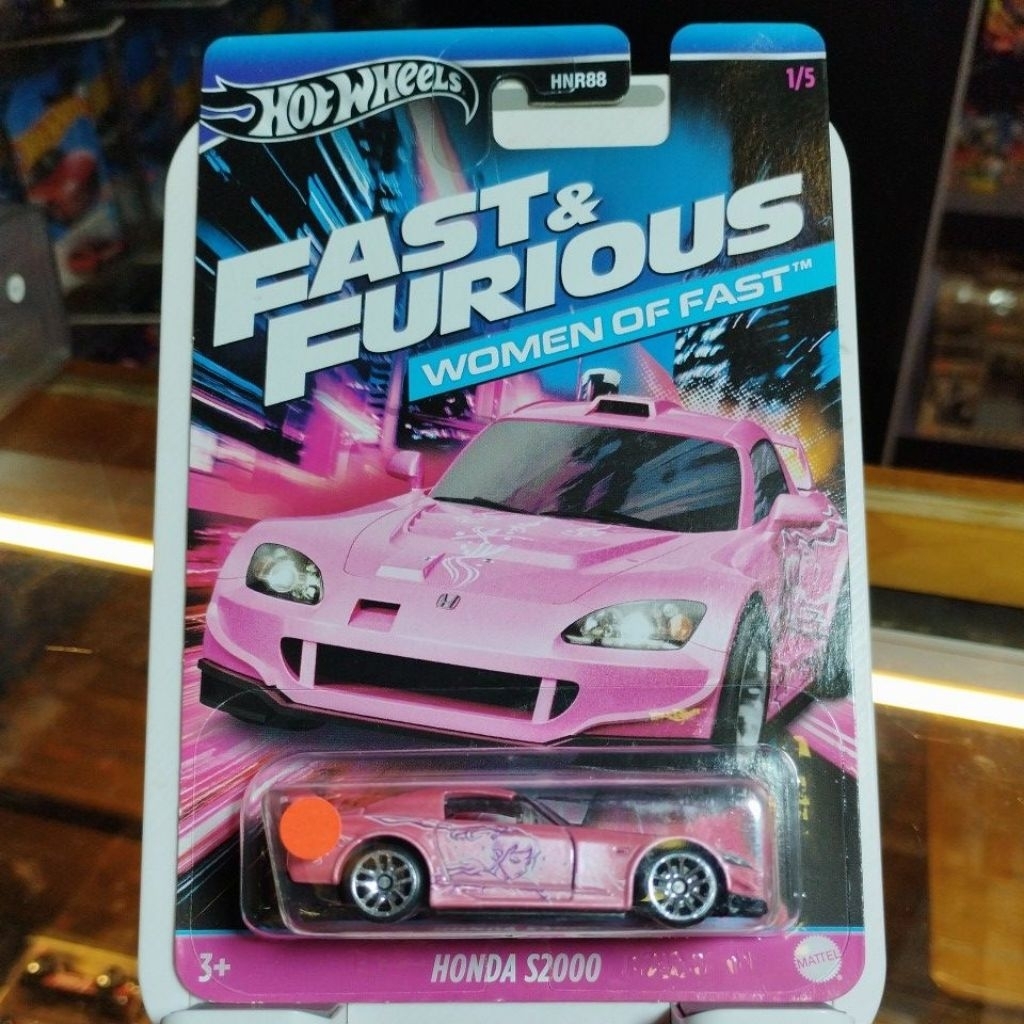 HOT WHEELS
HNR88
1/5
FAST &
FURIOUS
WOMEN OF FAST™
3+
HONDA S2000
MATTEL